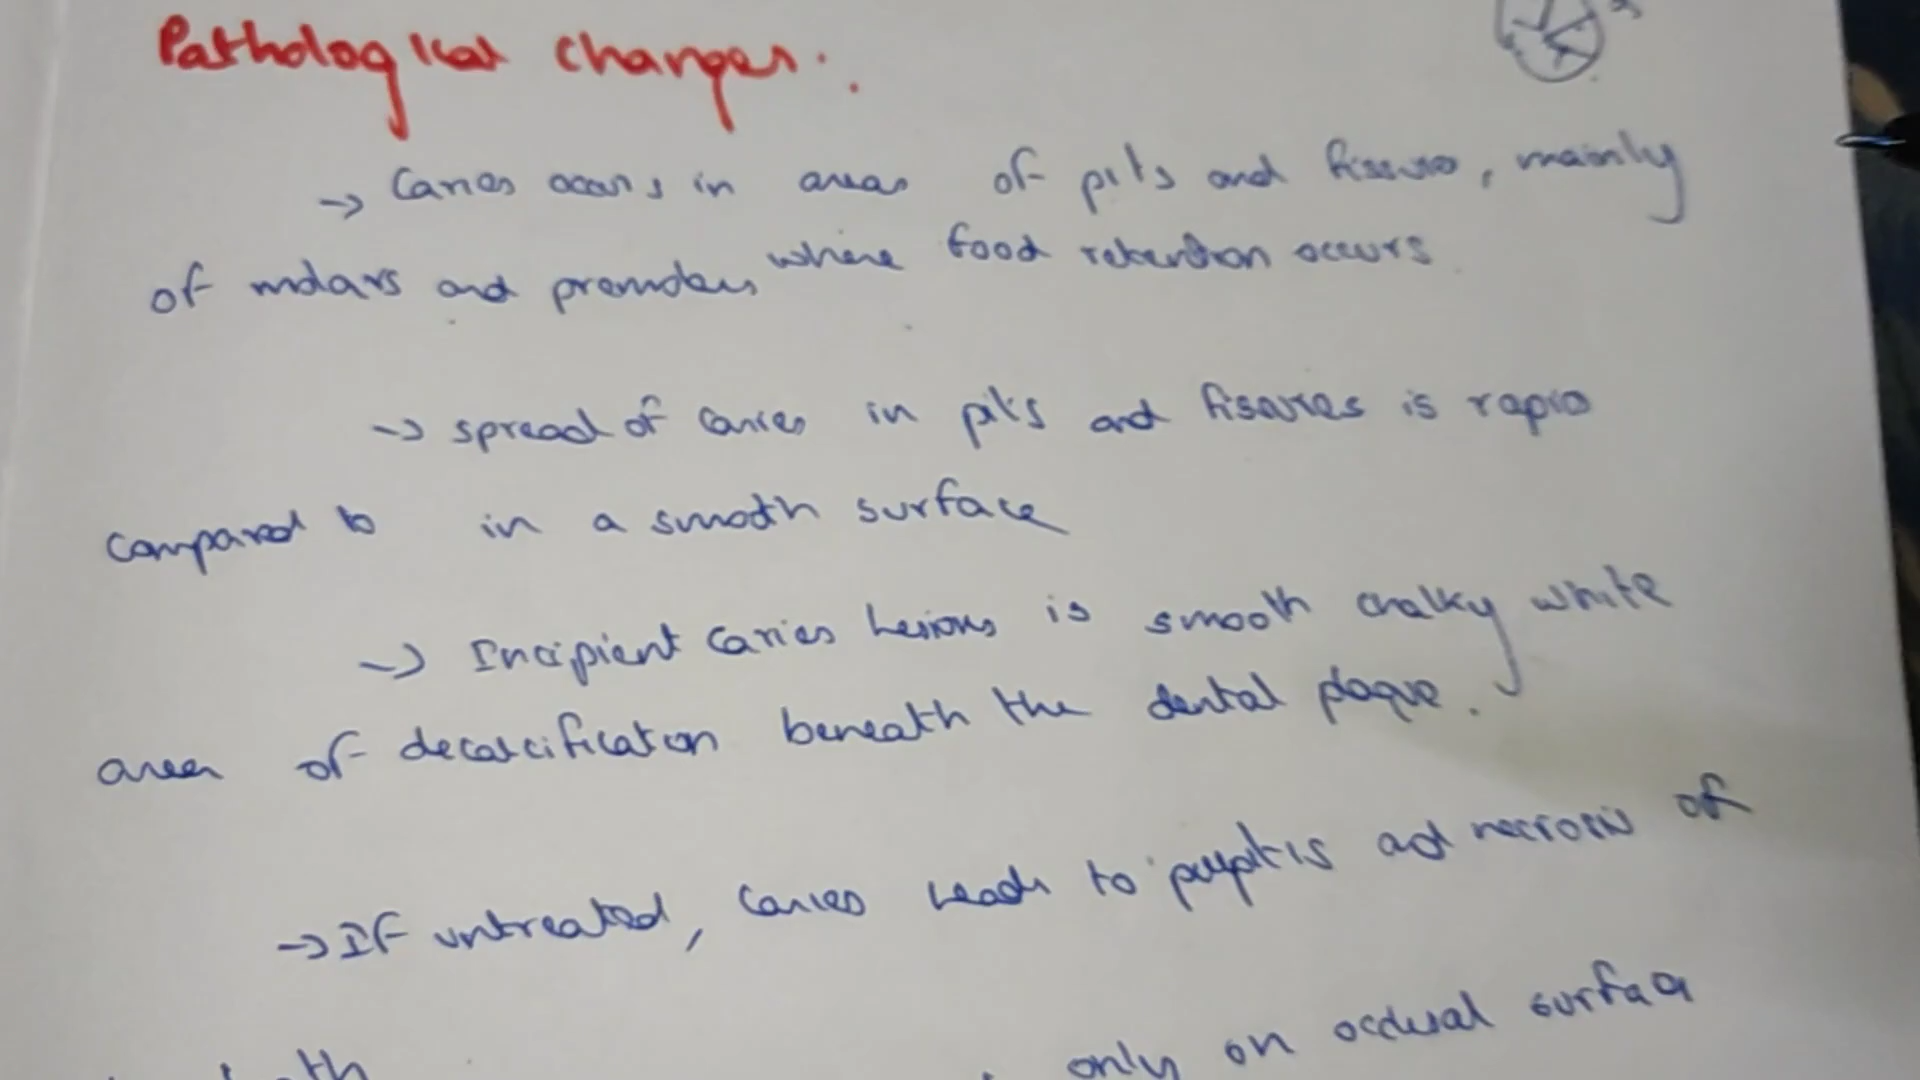 Pathological changes:
→ Caries occurs in areas of pits and fissures, mainly
of molars and premolars where food retention occurs
→ spread of caries in pits and fissures is rapid
compared to in a smooth surface
→ Incipient caries lesions is smooth chalky white
area of decalcification beneath the dental plaque.
→ If untreated, caries leads to pulpitis and necrosis of
only on occlusal surface